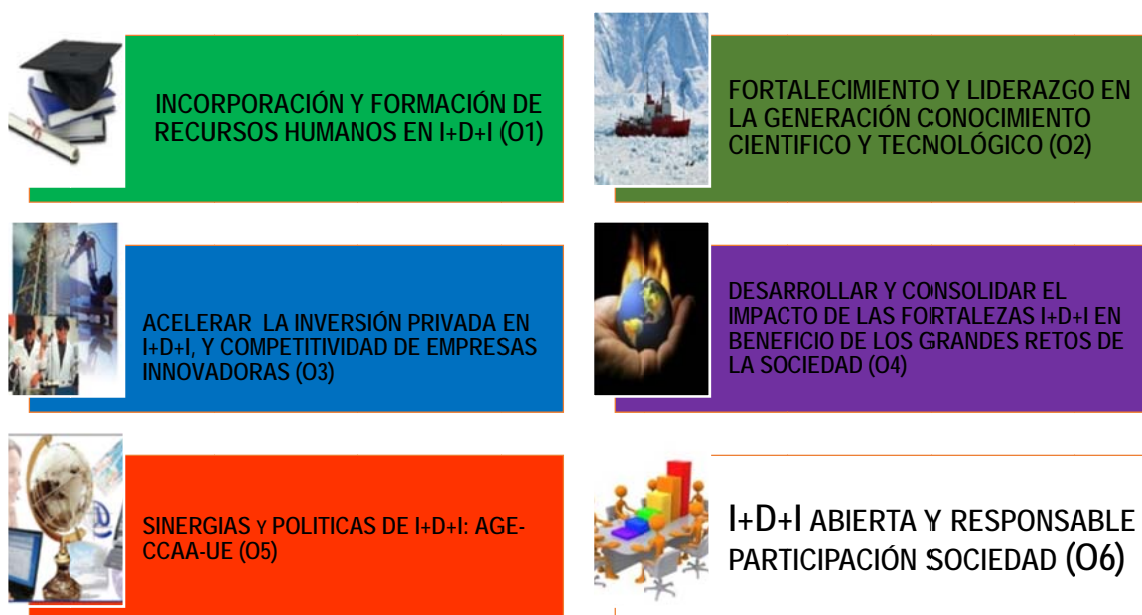 INCORPORACIÓN Y FORMACIÓN DE
RECURSOS HUMANOS EN I+D+I (O1)
FORTALECIMIENTO Y LIDERAZGO EN
LA GENERACIÓN CONOCIMIENTO
CIENTIFICO Y TECNOLÓGICO (O2)
ACELERAR LA INVERSIÓN PRIVADA EN
I+D+I, Y COMPETITIVIDAD DE EMPRESAS
INNOVADORAS (O3)
DESARROLLAR Y CONSOLIDAR EL
IMPACTO DE LAS FORTALEZAS I+D+I EN
BENEFICIO DE LOS GRANDES RETOS DE
LA SOCIEDAD (O4)
SINERGIAS Y POLITICAS DE I+D+I: AGE-
CCAA-UE (O5)
I+D+I ABIERTA Y RESPONSABLE
PARTICIPACIÓN SOCIEDAD (O6)